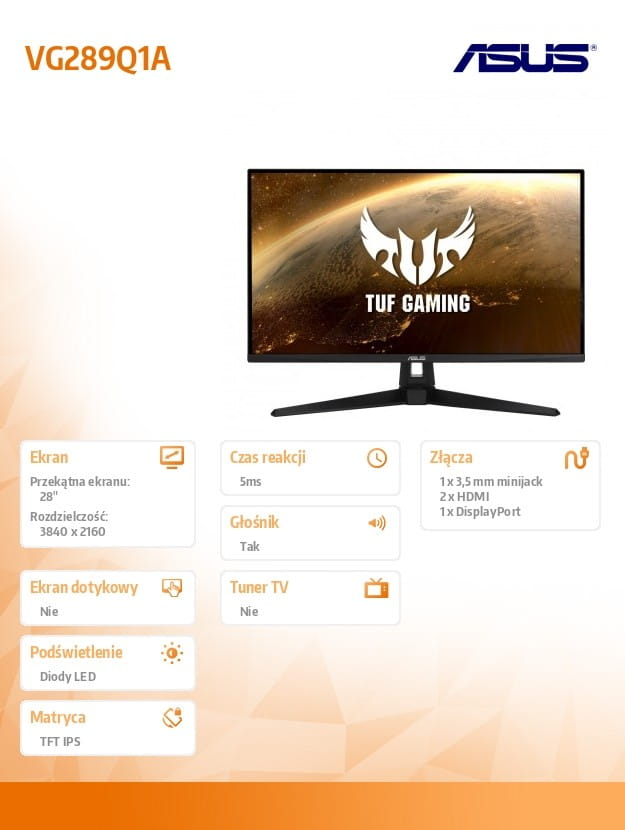 VG289Q1A
ASUS®
TUF GAMING
ASUS
Ekran
Przekątna ekranu:
28"
Rozdzielczość:
3840 x 2160
Czas reakcji
5ms
Złącza
1 x 3,5 mm minijack
2 x HDMI
1 x DisplayPort
Głośnik
Tak
Ekran dotykowy
Nie
Tuner TV
Nie
Podświetlenie
Diody LED
Matryca
TFT IPS